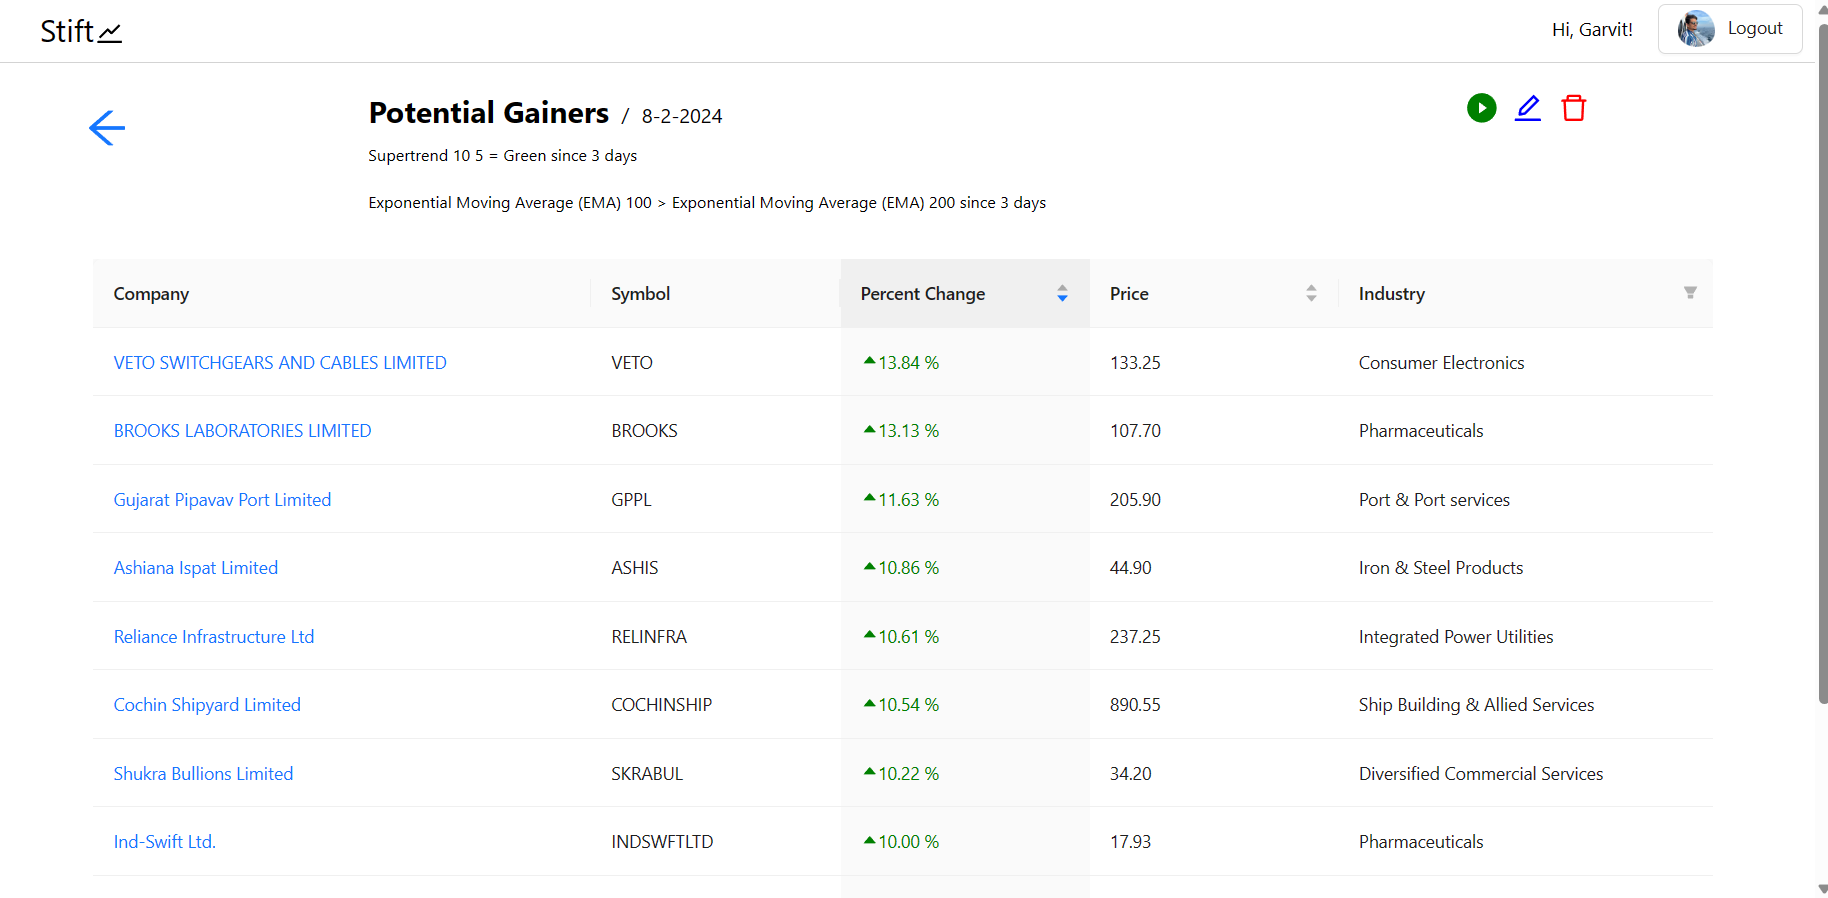 Stift
Hi, Garvit!
Logout
Potential Gainers / 8-2-2024
Supertrend 10 5 = Green since 3 days
Exponential Moving Average (EMA) 100 > Exponential Moving Average (EMA) 200 since 3 days
Company Symbol Percent Change Price Industry
VETO SWITCHGEARS AND CABLES LIMITED VETO 13.84 % 133.25 Consumer Electronics
BROOKS LABORATORIES LIMITED BROOKS 13.13 % 107.70 Pharmaceuticals
Gujarat Pipavav Port Limited GPPL 11.63 % 205.90 Port & Port services
Ashiana Ispat Limited ASHIS 10.86 % 44.90 Iron & Steel Products
Reliance Infrastructure Ltd RELINFRA 10.61 % 237.25 Integrated Power Utilities
Cochin Shipyard Limited COCHINSHIP 10.54 % 890.55 Ship Building & Allied Services
Shukra Bullions Limited SKRABUL 10.22 % 34.20 Diversified Commercial Services
Ind-Swift Ltd. INDSWFTLTD 10.00 % 17.93 Pharmaceuticals